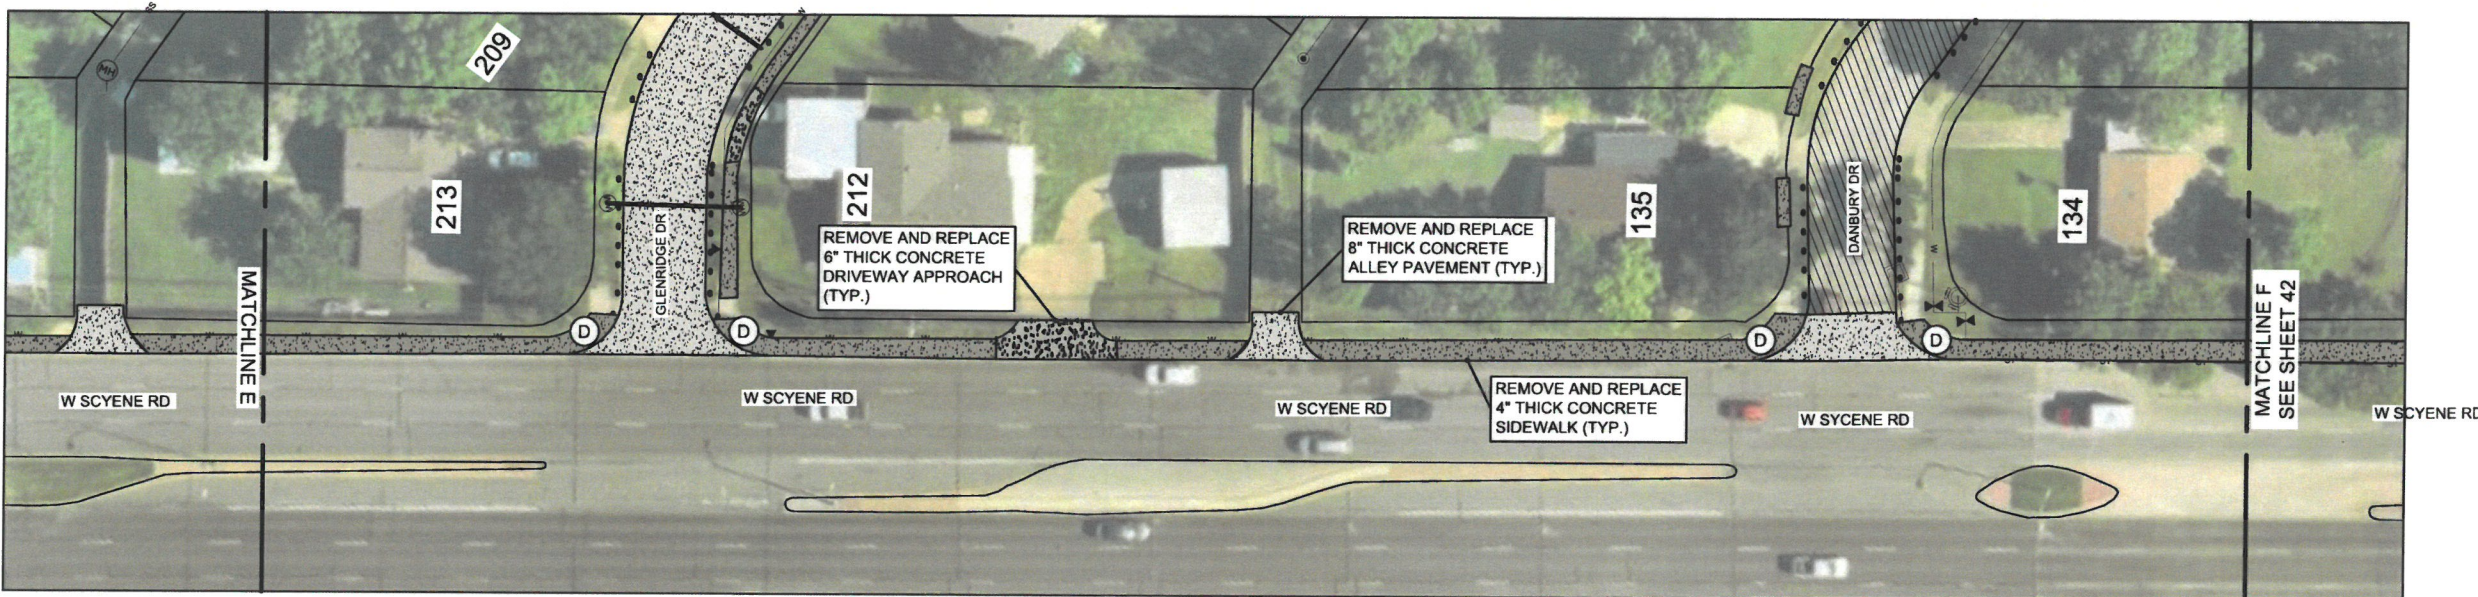 MH
209
213
MATCHLINE E
GLENRIDGE DR
212
REMOVE AND REPLACE
6" THICK CONCRETE
DRIVEWAY APPROACH
(TYP.)
REMOVE AND REPLACE
8" THICK CONCRETE
ALLEY PAVEMENT (TYP.)
135
DANBURY DR
W
134
MATCHLINE F
SEE SHEET 42
D
D
D
D
W SCYENE RD
W SCYENE RD
W SCYENE RD
REMOVE AND REPLACE
4" THICK CONCRETE
SIDEWALK (TYP.)
W SYCENE RD
W SCYENE RD